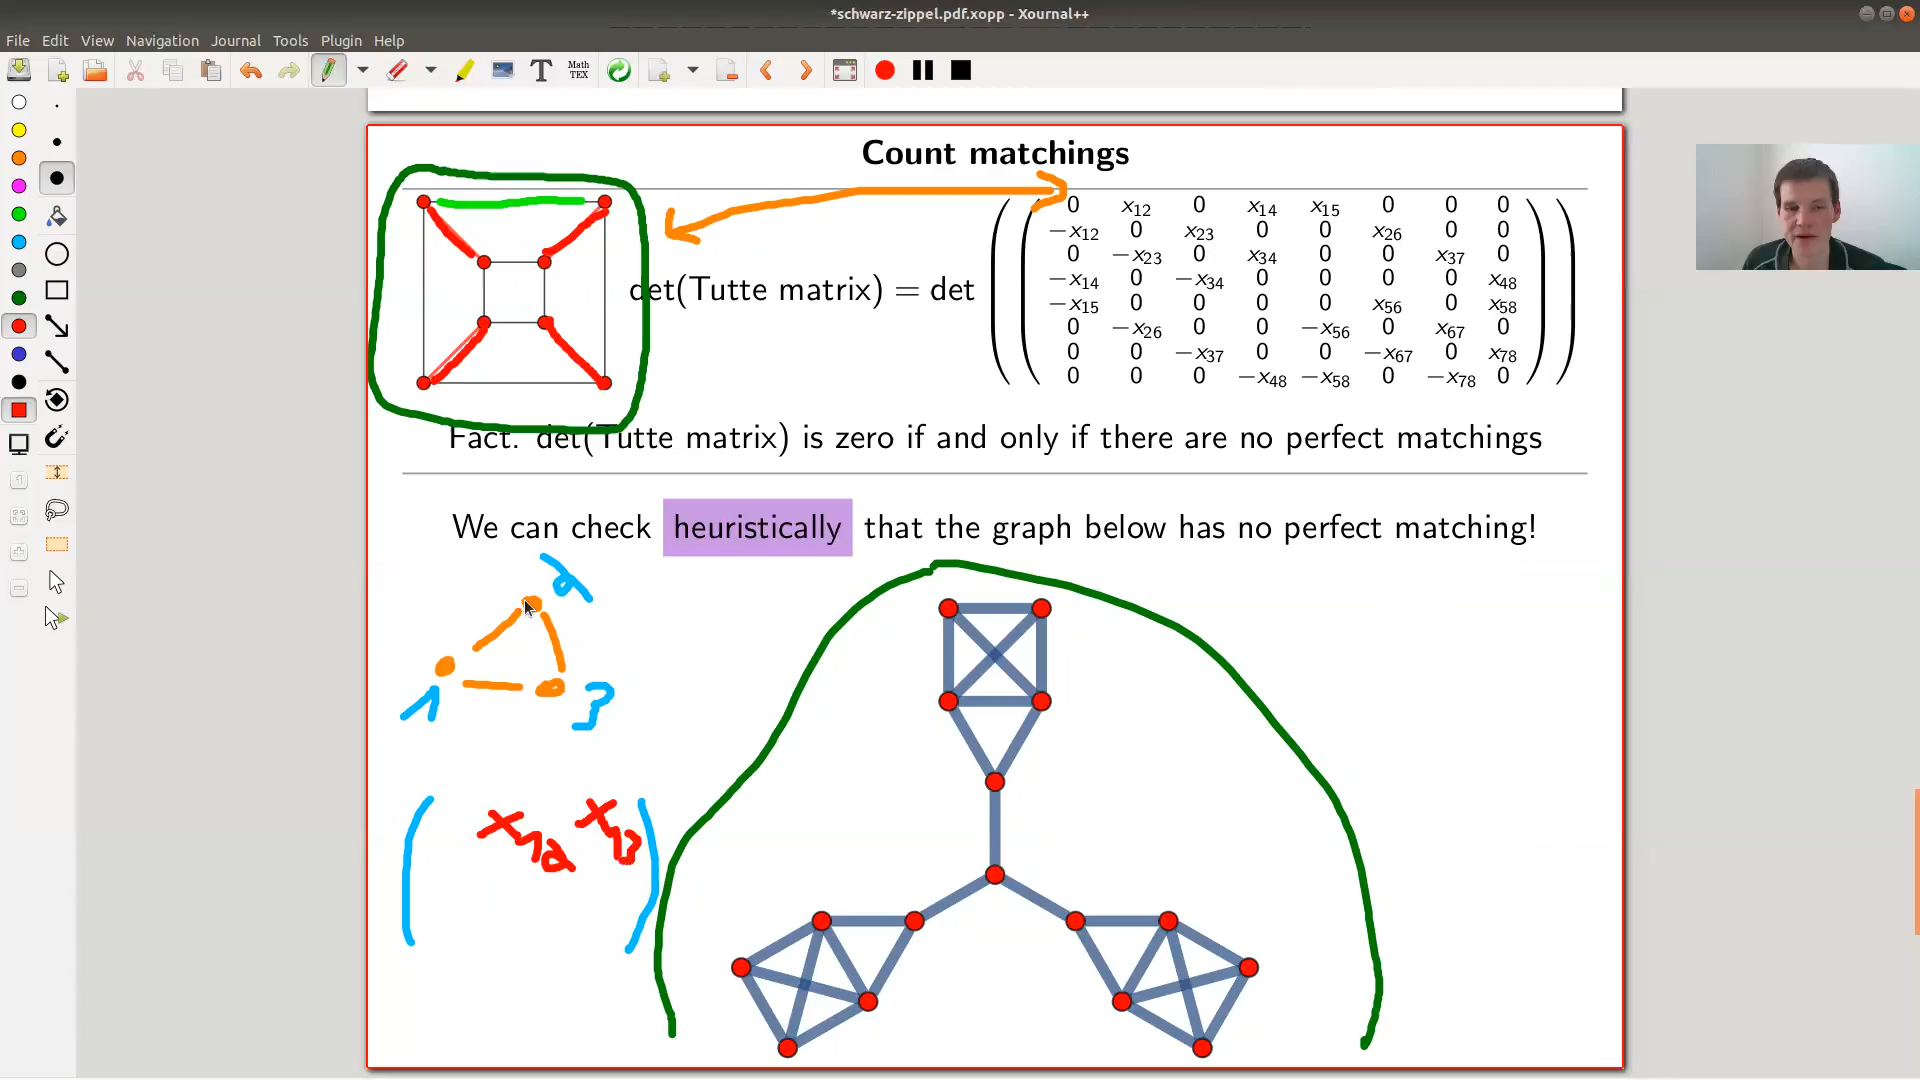 *schwarz-zippel.pdf.xopp - Xournal++
File Edit View Navigation Journal Tools Plugin Help
Math
TEX
Count matchings
det(Tutte matrix) = det
0 x12 0 x14 x15 0 0 0
−x12 0 x23 0 0 x26 0 0
0 −x23 0 x34 0 0 x37 0
−x14 0 −x34 0 0 0 0 x48
−x15 0 0 0 0 x56 0 x58
0 −x26 0 0 −x56 0 x67 0
0 0 −x37 0 0 −x67 0 x78
0 0 0 −x48 −x58 0 −x78 0
Fact: det(Tutte matrix) is zero if and only if there are no perfect matchings
We can check heuristically that the graph below has no perfect matching!
2
1 3
( x12 x13 )